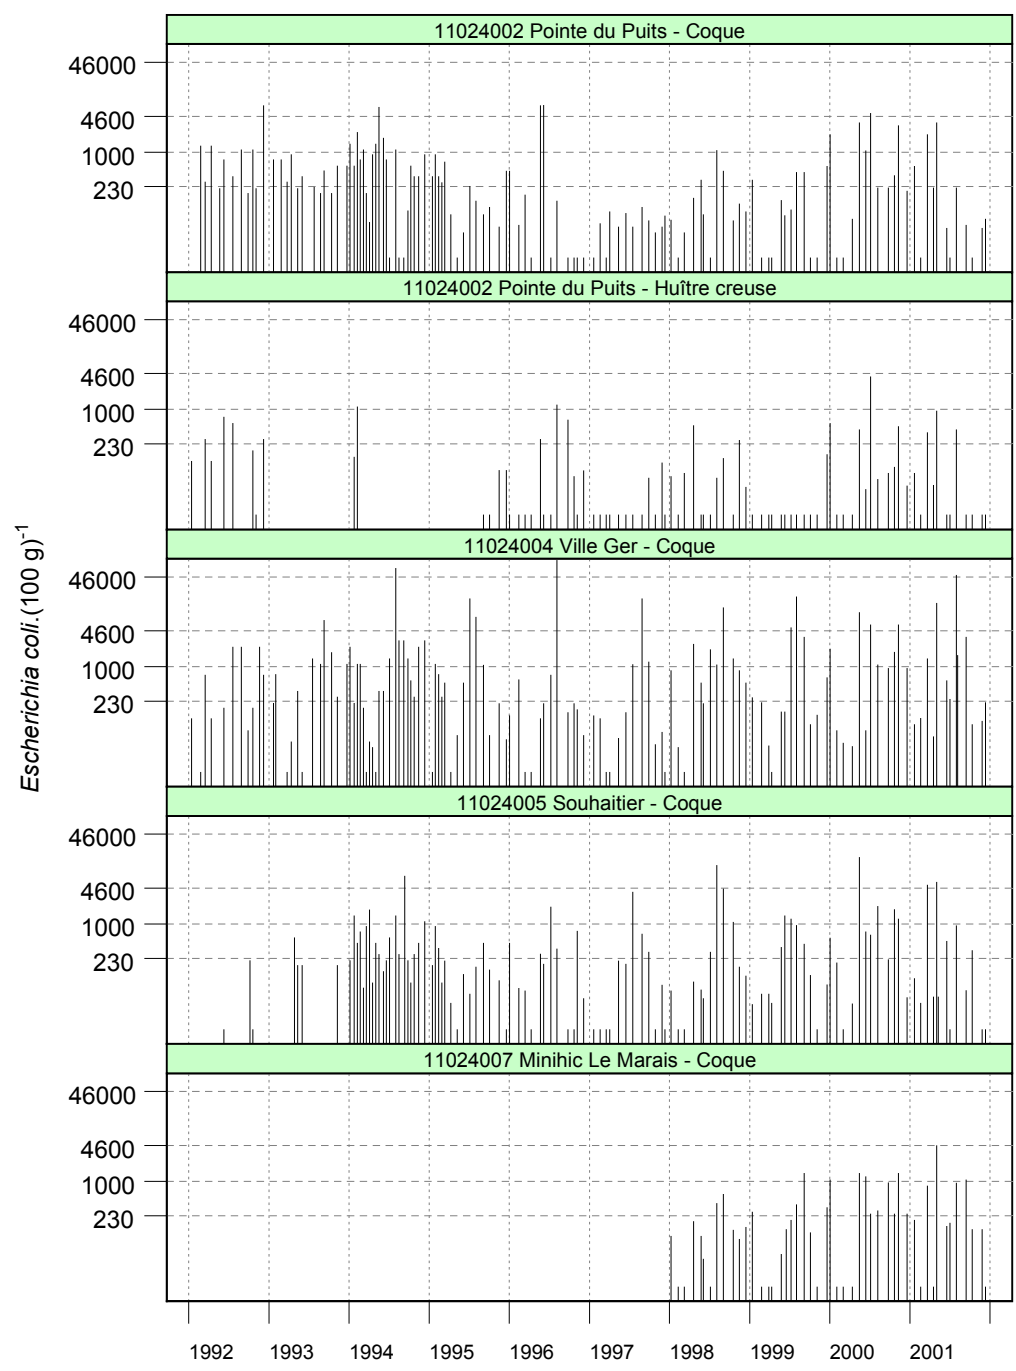 11024002 Pointe du Puits - Coque
46000
4600
1000
230
11024002 Pointe du Puits - Huître creuse
46000
4600
1000
230
11024004 Ville Ger - Coque
46000
4600
1000
230
11024005 Souhaitier - Coque
46000
4600
1000
230
11024007 Minihic Le Marais - Coque
46000
4600
1000
230
Escherichia coli.(100 g)⁻¹
1992 1993 1994 1995 1996 1997 1998 1999 2000 2001